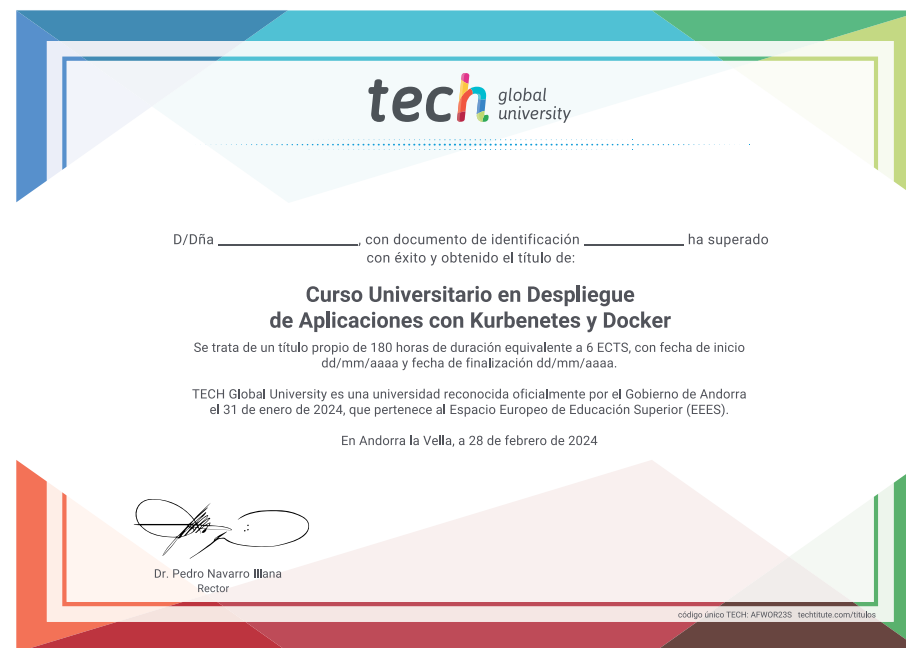 tech global university
D/Dña ____________________, con documento de identificación ______________ ha superado
con éxito y obtenido el título de:
Curso Universitario en Despliegue
de Aplicaciones con Kurbenetes y Docker
Se trata de un título propio de 180 horas de duración equivalente a 6 ECTS, con fecha de inicio
dd/mm/aaaa y fecha de finalización dd/mm/aaaa.
TECH Global University es una universidad reconocida oficialmente por el Gobierno de Andorra
el 31 de enero de 2024, que pertenece al Espacio Europeo de Educación Superior (EEES).
En Andorra la Vella, a 28 de febrero de 2024
Dr. Pedro Navarro Illana
Rector
código único TECH: AFWOR23S techtitute.com/titulos